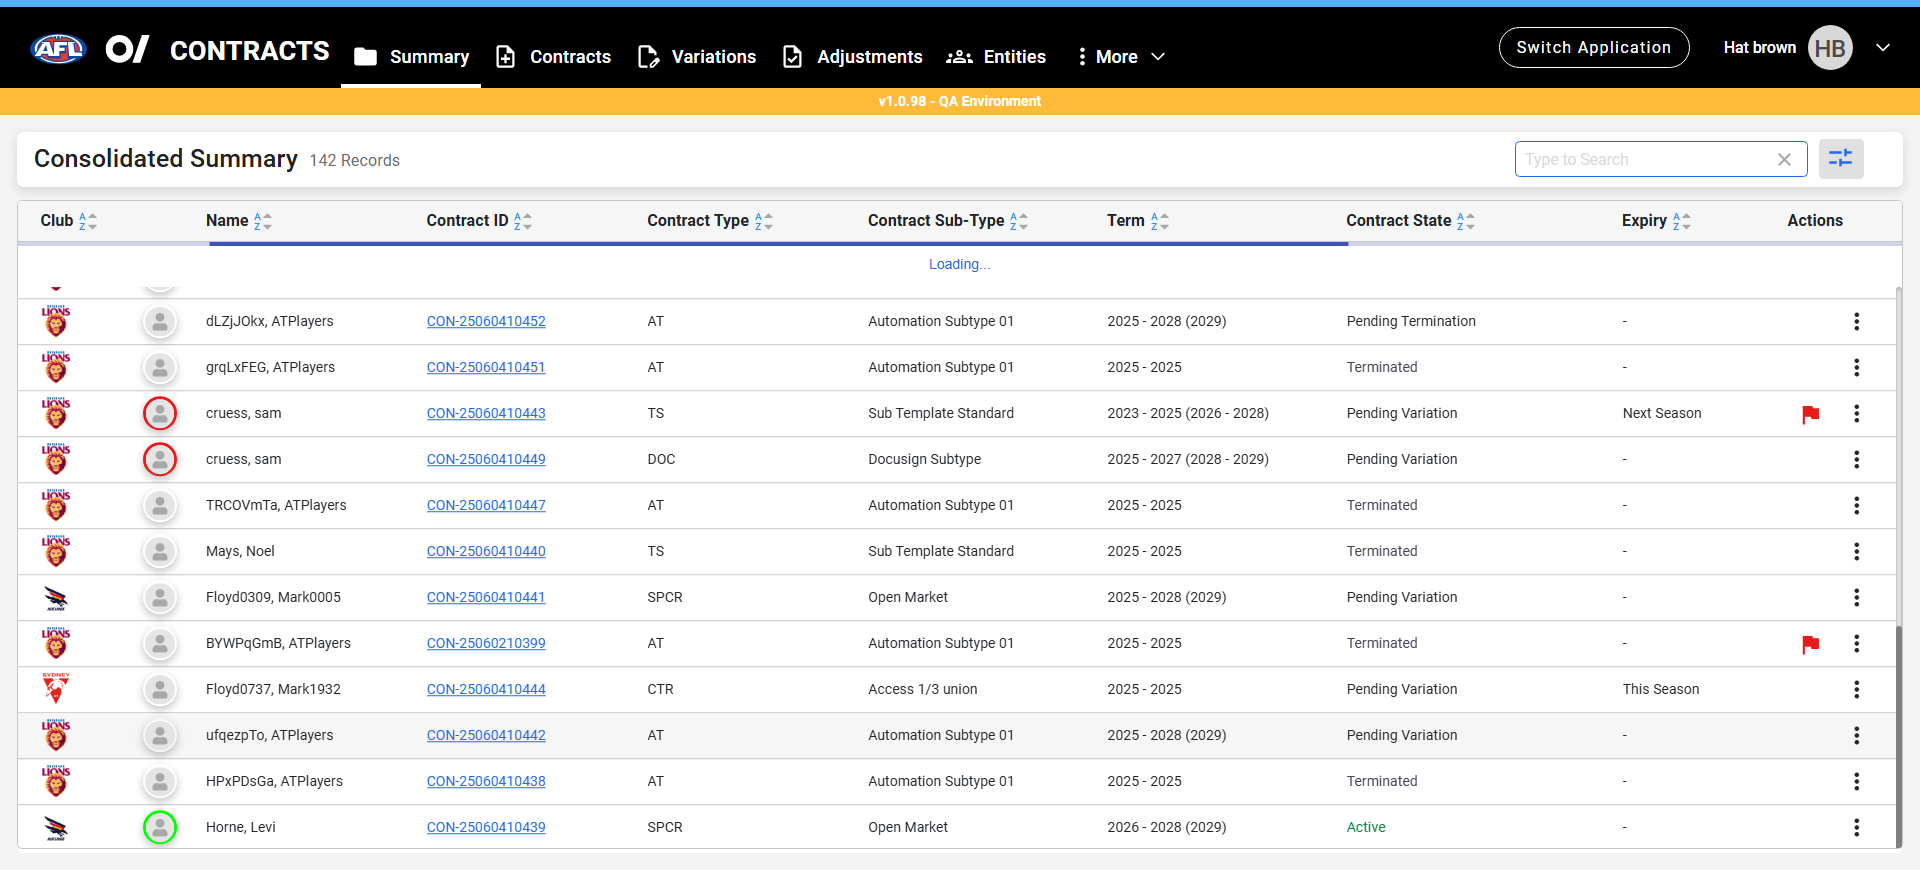 AFL CONTRACTS Summary Contracts Variations Adjustments Entities More Switch Application Hat brown HB
v1.0.98 - QA Environment
Consolidated Summary 142 Records Type to Search
Club Name Contract ID Contract Type Contract Sub-Type Term Contract State Expiry Actions
Loading...
LIONS dLZjJOkx, ATPlayers CON-25060410452 AT Automation Subtype 01 2025 - 2028 (2029) Pending Termination -
LIONS grqLxFEG, ATPlayers CON-25060410451 AT Automation Subtype 01 2025 - 2025 Terminated -
LIONS cruess, sam CON-25060410443 TS Sub Template Standard 2023 - 2025 (2026 - 2028) Pending Variation Next Season
LIONS cruess, sam CON-25060410449 DOC Docusign Subtype 2025 - 2027 (2028 - 2029) Pending Variation -
LIONS TRCOVmTa, ATPlayers CON-25060410447 AT Automation Subtype 01 2025 - 2025 Terminated -
LIONS Mays, Noel CON-25060410440 TS Sub Template Standard 2025 - 2025 Terminated -
Floyd0309, Mark0005 CON-25060410441 SPCR Open Market 2025 - 2028 (2029) Pending Variation -
LIONS BYWPqGmB, ATPlayers CON-25060210399 AT Automation Subtype 01 2025 - 2025 Terminated -
SYDNEY Floyd0737, Mark1932 CON-25060410444 CTR Access 1/3 union 2025 - 2025 Pending Variation This Season
LIONS ufqezpTo, ATPlayers CON-25060410442 AT Automation Subtype 01 2025 - 2028 (2029) Pending Variation -
LIONS HPxPDsGa, ATPlayers CON-25060410438 AT Automation Subtype 01 2025 - 2025 Terminated -
Horne, Levi CON-25060410439 SPCR Open Market 2026 - 2028 (2029) Active -